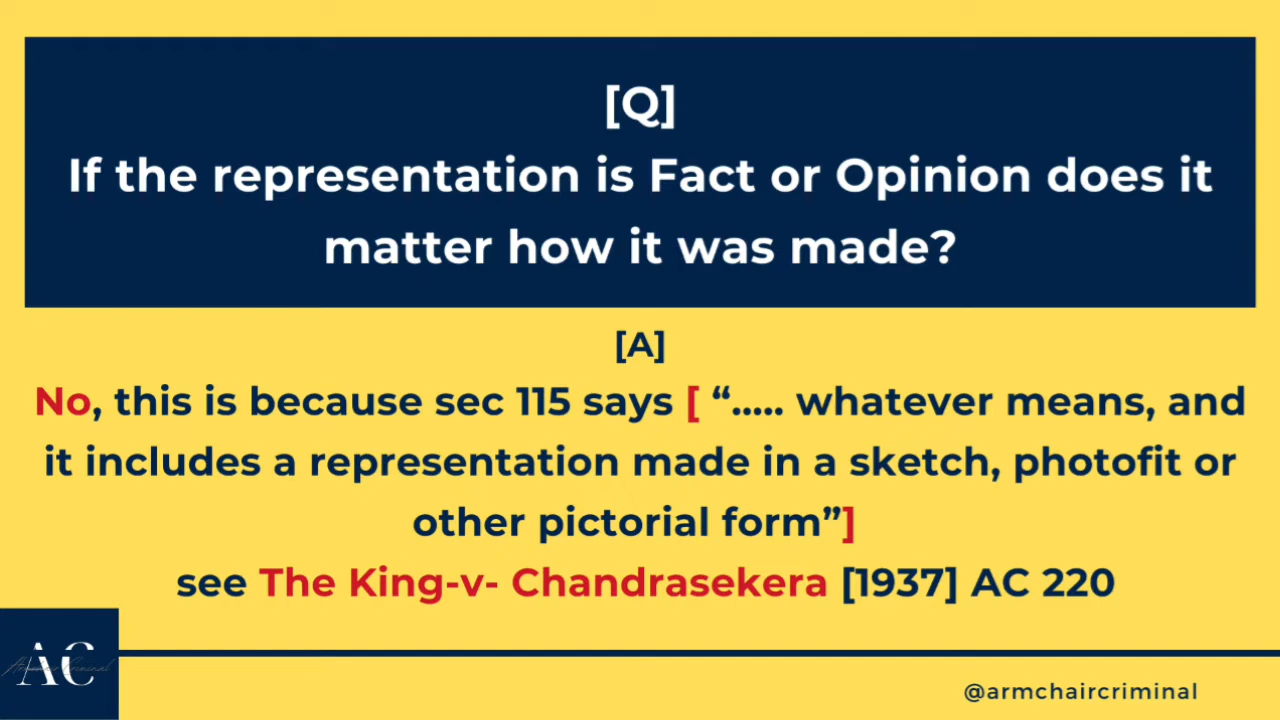 [Q]
If the representation is Fact or Opinion does it
matter how it was made?
[A]
No, this is because sec 115 says [ “..... whatever means, and
it includes a representation made in a sketch, photofit or
other pictorial form”]
see The King-v- Chandrasekera [1937] AC 220
AC
Armchair Criminal
@armchaircriminal